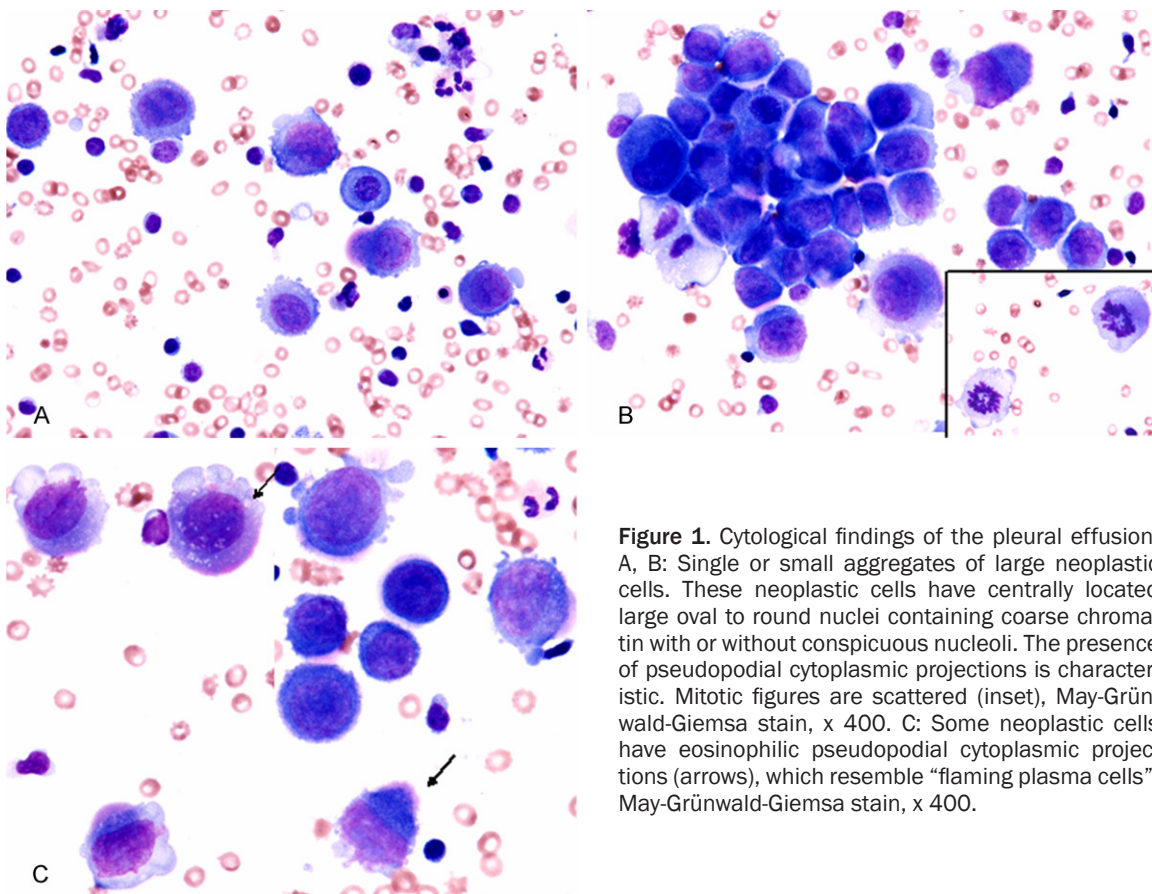 A
B
C
Figure 1. Cytological findings of the pleural effusion
A, B: Single or small aggregates of large neoplastic
cells. These neoplastic cells have centrally located
large oval to round nuclei containing coarse chroma
tin with or without conspicuous nucleoli. The presence
of pseudopodial cytoplasmic projections is character
istic. Mitotic figures are scattered (inset), May-Grün
wald-Giemsa stain, x 400. C: Some neoplastic cells
have eosinophilic pseudopodial cytoplasmic projec
tions (arrows), which resemble “flaming plasma cells”
May-Grünwald-Giemsa stain, x 400.